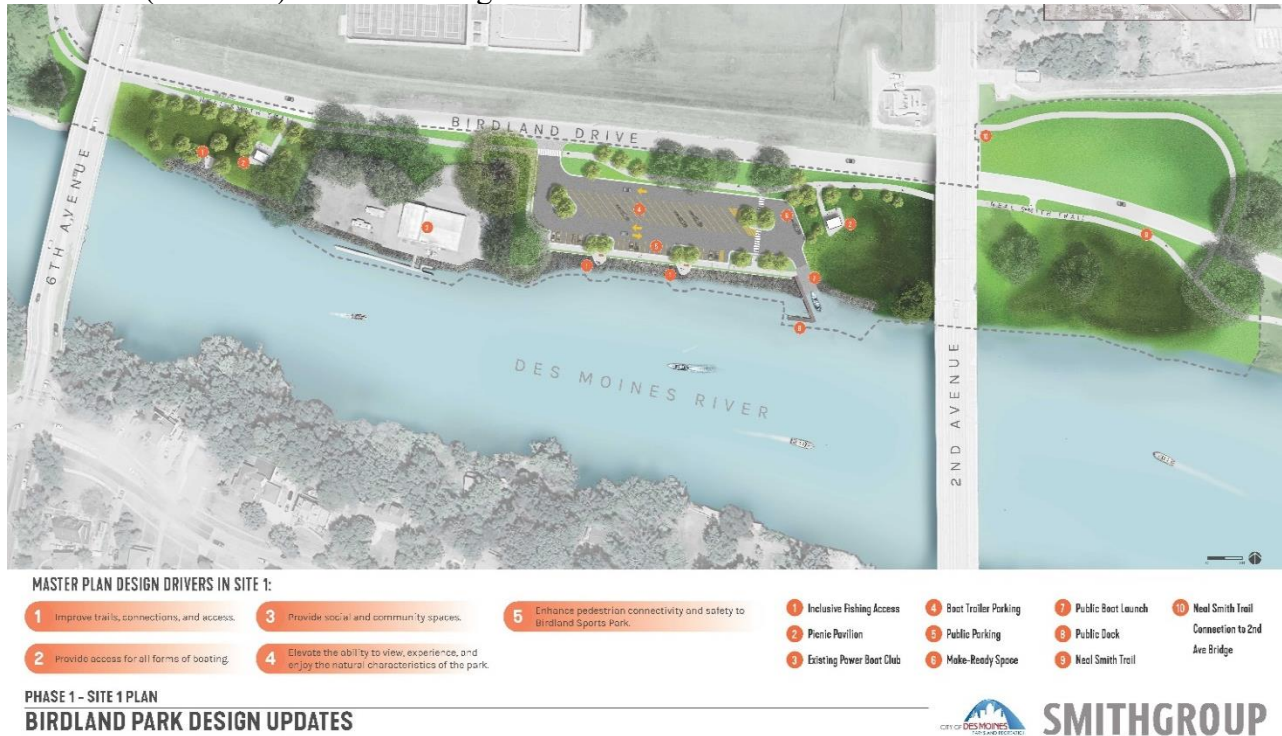 BIRDLAND DRIVE
6TH AVENUE
NEAL SMITH TRAIL
DES MOINES RIVER
2ND AVENUE
MASTER PLAN DESIGN DRIVERS IN SITE 1:
1 Improve trails, connections, and access.
2 Provide access for all forms of boating.
3 Provide social and community spaces.
4 Elevate the ability to view, experience, and
enjoy the natural characteristics of the park.
5 Enhance pedestrian connectivity and safety to
Birdland Sports Park.
1 Inclusive Fishing Access
2 Picnic Pavilion
3 Existing Power Boat Club
4 Boat Trailer Parking
5 Public Parking
6 Make-Ready Space
7 Public Boat Launch
8 Public Dock
9 Neal Smith Trail
10 Neal Smith Trail
Connection to 2nd
Ave Bridge
PHASE 1 - SITE 1 PLAN
BIRDLAND PARK DESIGN UPDATES
CITY OF DES MOINES
PARKS AND RECREATION
SMITHGROUP